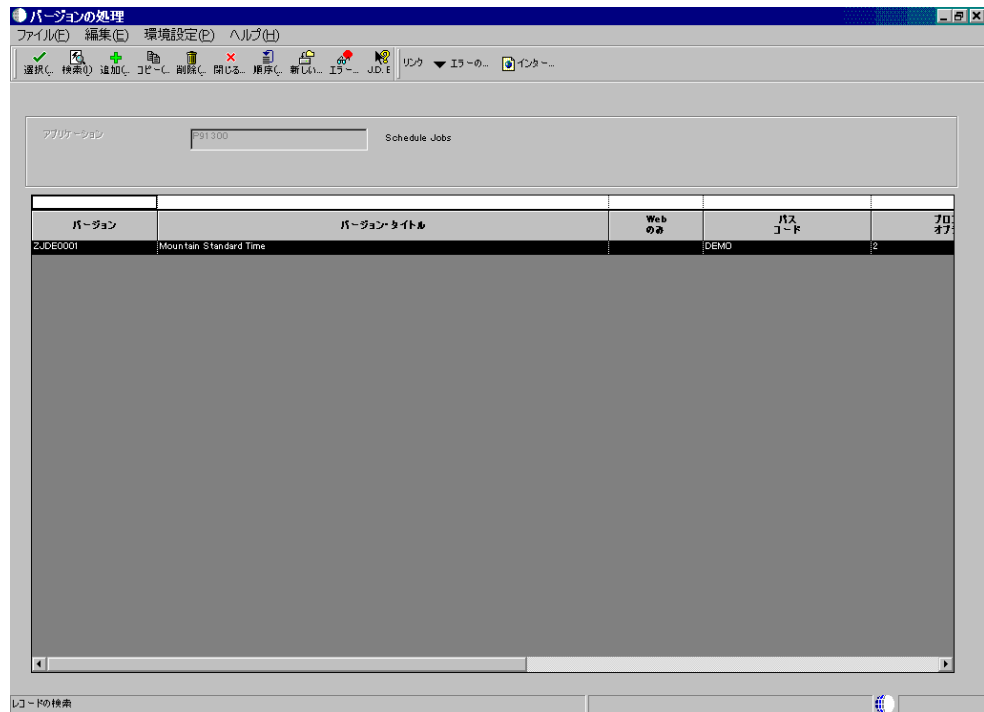 バージョンの処理
ファイル(F) 編集(E) 環境設定(P) ヘルプ(H)
選択(... 検索(I) 追加(... コピー(... 削除(... 閉じる... 順序(... 新しい... エラー... J.D. E リンク エラーの... インター...
アプリケーション P91300 Schedule Jobs
バージョン バージョン・タイトル Web のみ パス コード プロ オプ
ZJDE0001 Mountain Standard Time DEMO 2
レコードの検索